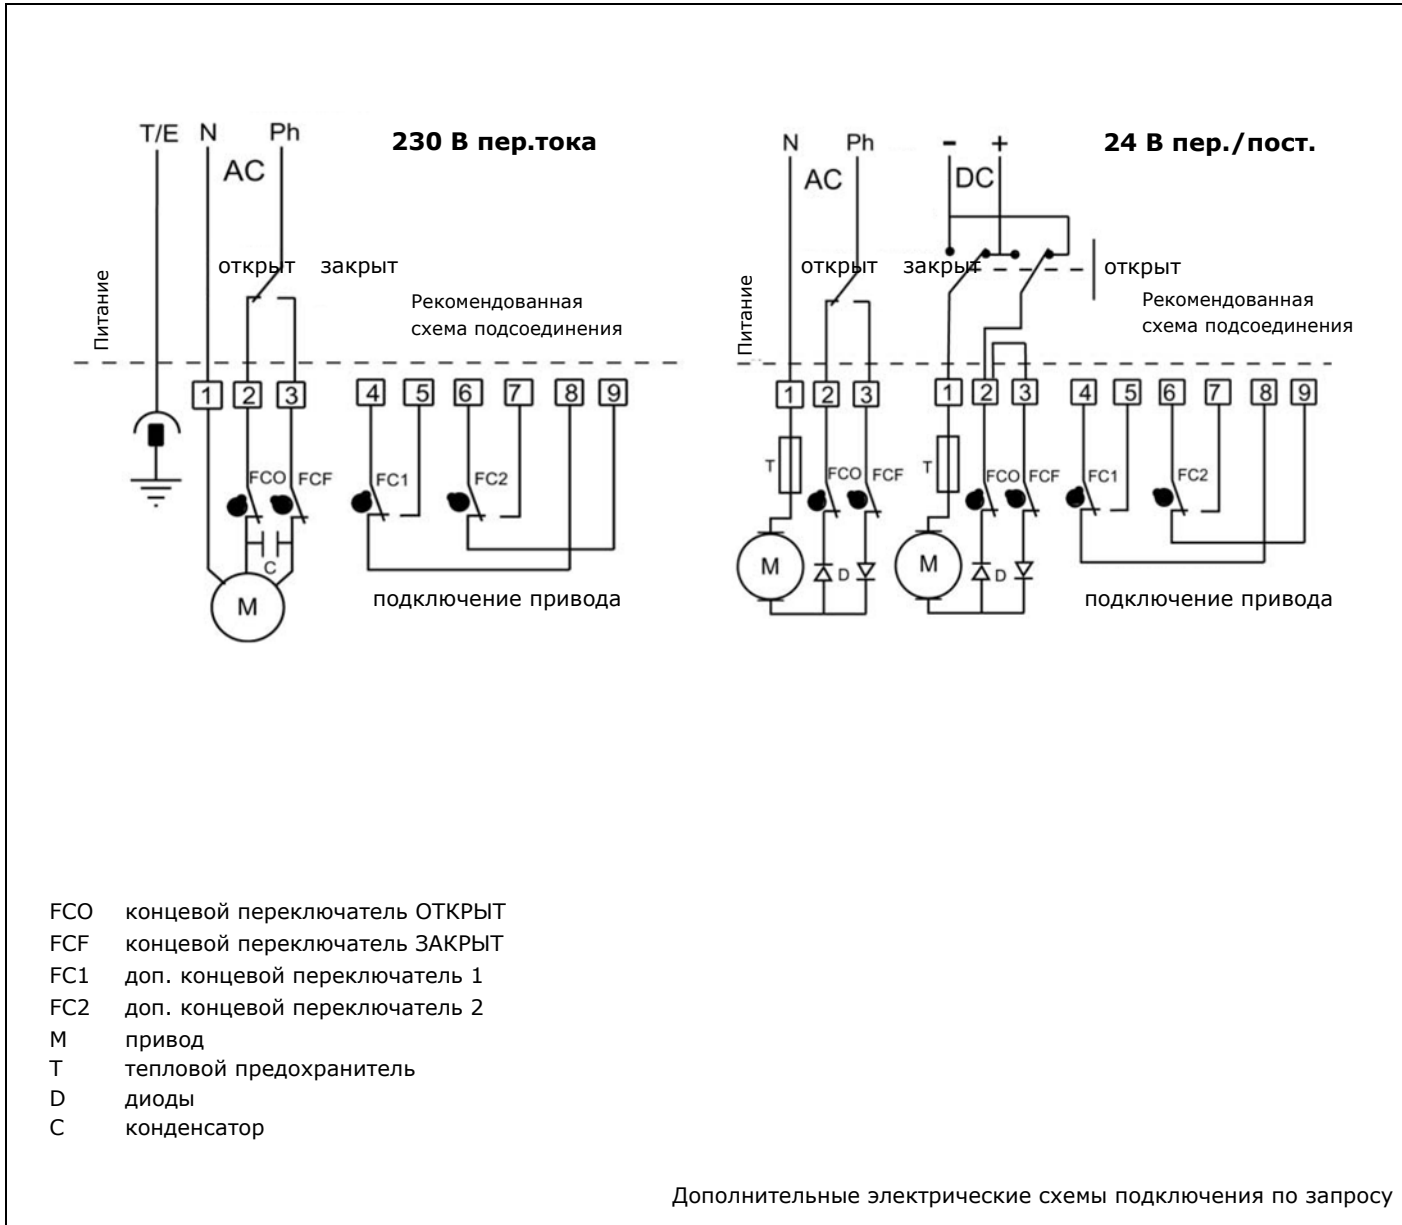 T/E N Ph 230 В пер.тока
AC
открыт закрыт
Питание
Рекомендованная
схема подсоединения
1 2 3 4 5 6 7 8 9
FCO FCF FC1 FC2
C
M
подключение привода
N Ph - + 24 В пер./пост.
AC DC
открыт закрыт открыт
Питание
Рекомендованная
схема подсоединения
1 2 3 1 2 3 4 5 6 7 8 9
T FCO FCF T FCO FCF FC1 FC2
M D M D
подключение привода
FCO концевой переключатель ОТКРЫТ
FCF концевой переключатель ЗАКРЫТ
FC1 доп. концевой переключатель 1
FC2 доп. концевой переключатель 2
M привод
T тепловой предохранитель
D диоды
C конденсатор
Дополнительные электрические схемы подключения по запросу